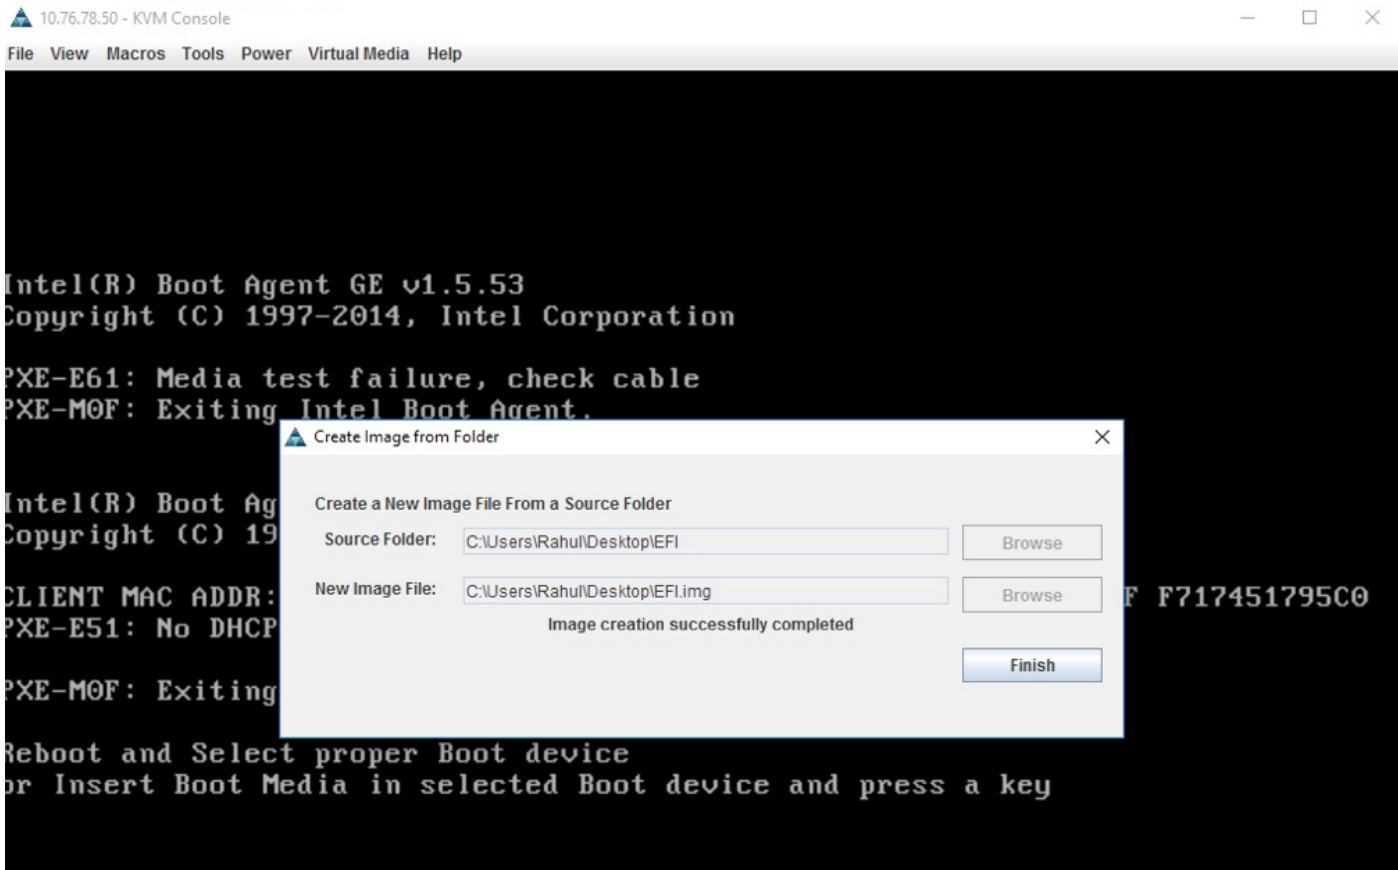 10.76.78.50 - KVM Console
File View Macros Tools Power Virtual Media Help
Intel(R) Boot Agent GE v1.5.53
Copyright (C) 1997-2014, Intel Corporation
PXE-E61: Media test failure, check cable
PXE-M0F: Exiting Intel Boot Agent.
Create Image from Folder
Intel(R) Boot Ag
Copyright (C) 19
Create a New Image File From a Source Folder
Source Folder: C:\Users\Rahul\Desktop\EFI Browse
New Image File: C:\Users\Rahul\Desktop\EFI.img Browse
CLIENT MAC ADDR: F F717451795C0
PXE-E51: No DHCP
Image creation successfully completed
Finish
PXE-M0F: Exiting
Reboot and Select proper Boot device
or Insert Boot Media in selected Boot device and press a key